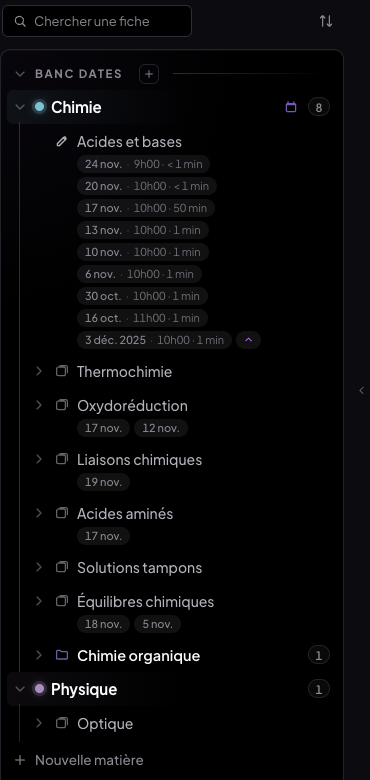 Chercher une fiche
BANC DATES
Chimie 8
Acides et bases
24 nov. · 9h00 · < 1 min
20 nov. · 10h00 · < 1 min
17 nov. · 10h00 · 50 min
13 nov. · 10h00 · 1 min
10 nov. · 10h00 · 1 min
6 nov. · 10h00 · 1 min
30 oct. · 10h00 · 1 min
16 oct. · 11h00 · 1 min
3 déc. 2025 · 10h00 · 1 min
Thermochimie
Oxydoréduction
17 nov. 12 nov.
Liaisons chimiques
19 nov.
Acides aminés
17 nov.
Solutions tampons
Équilibres chimiques
18 nov. 5 nov.
Chimie organique 1
Physique 1
Optique
Nouvelle matière